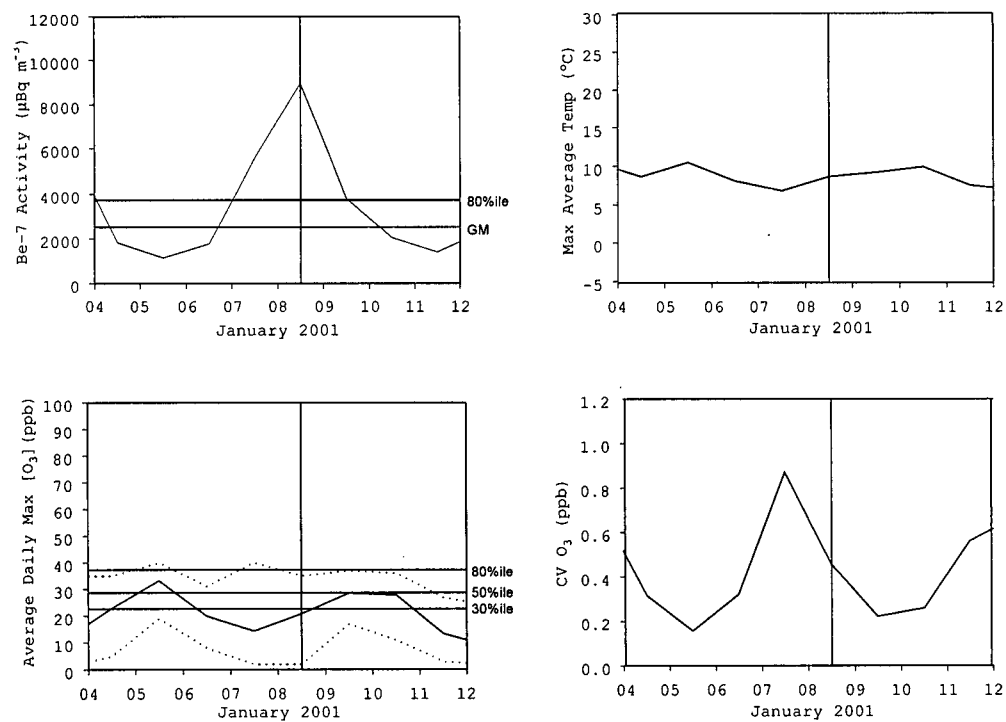 Be-7 Activity (µBq m⁻³)
12000
10000
8000
6000
4000
2000
0
80%ile
GM
04 05 06 07 08 09 10 11 12
January 2001
Max Average Temp (°C)
30
25
20
15
10
5
0
-5
04 05 06 07 08 09 10 11 12
January 2001
Average Daily Max [O₃] (ppb)
100
90
80
70
60
50
40
30
20
10
0
80%ile
50%ile
30%ile
04 05 06 07 08 09 10 11 12
January 2001
CV O₃ (ppb)
1.2
1.0
0.8
0.6
0.4
0.2
0.0
04 05 06 07 08 09 10 11 12
January 2001